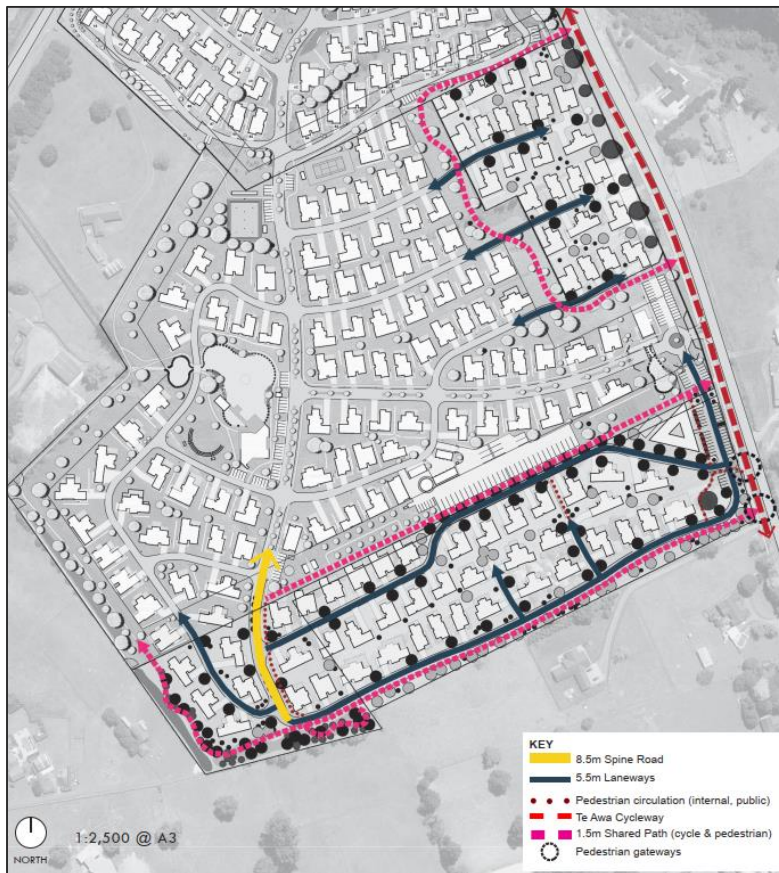 KEY
8.5m Spine Road
5.5m Laneways
Pedestrian circulation (internal, public)
Te Awa Cycleway
1.5m Shared Path (cycle & pedestrian)
Pedestrian gateways
1:2,500 @ A3
NORTH